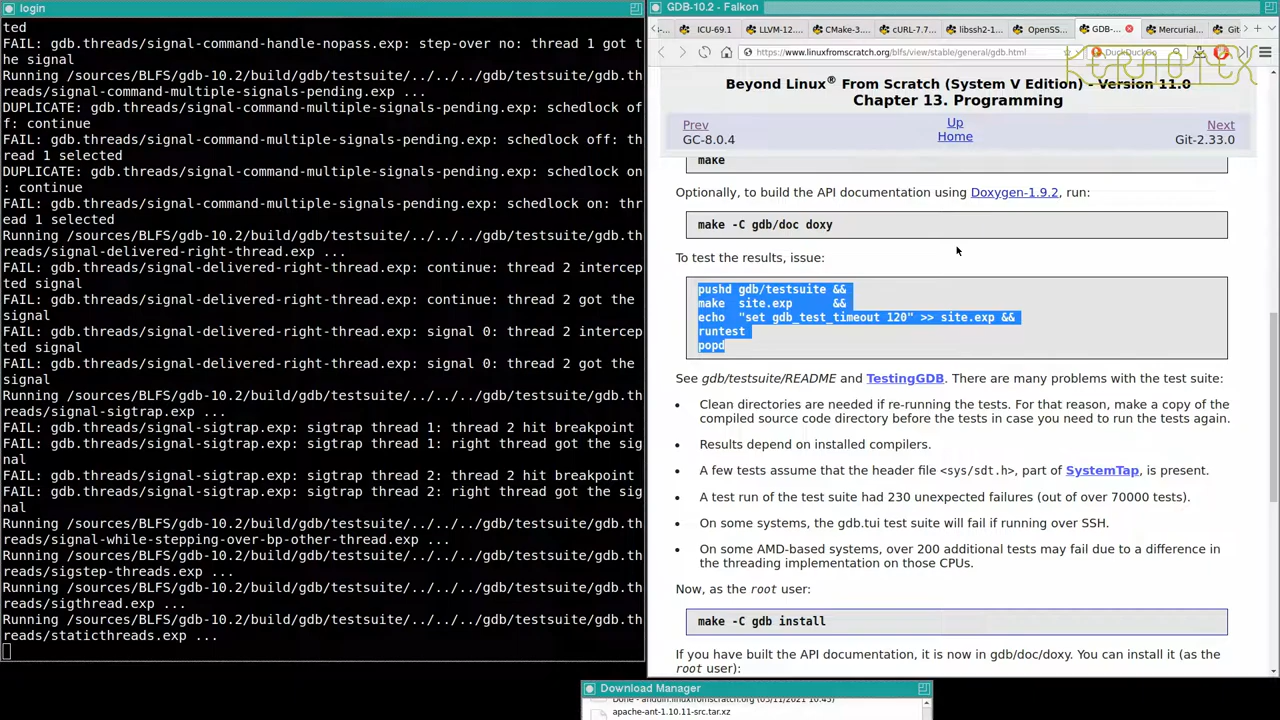 login
ted
FAIL: gdb.threads/signal-command-handle-nopass.exp: step-over no: thread 1 got t
he signal
Running /sources/BLFS/gdb-10.2/build/gdb/testsuite/../../../gdb/testsuite/gdb.th
reads/signal-command-multiple-signals-pending.exp ...
DUPLICATE: gdb.threads/signal-command-multiple-signals-pending.exp: schedlock of
f: continue
FAIL: gdb.threads/signal-command-multiple-signals-pending.exp: schedlock off: th
read 1 selected
DUPLICATE: gdb.threads/signal-command-multiple-signals-pending.exp: schedlock on
: continue
FAIL: gdb.threads/signal-command-multiple-signals-pending.exp: schedlock on: thr
ead 1 selected
Running /sources/BLFS/gdb-10.2/build/gdb/testsuite/../../../gdb/testsuite/gdb.th
reads/signal-delivered-right-thread.exp ...
FAIL: gdb.threads/signal-delivered-right-thread.exp: continue: thread 2 intercep
ted signal
FAIL: gdb.threads/signal-delivered-right-thread.exp: continue: thread 2 got the
signal
FAIL: gdb.threads/signal-delivered-right-thread.exp: signal 0: thread 2 intercep
ted signal
FAIL: gdb.threads/signal-delivered-right-thread.exp: signal 0: thread 2 got the
signal
Running /sources/BLFS/gdb-10.2/build/gdb/testsuite/../../../gdb/testsuite/gdb.th
reads/signal-sigtrap.exp ...
FAIL: gdb.threads/signal-sigtrap.exp: sigtrap thread 1: thread 2 hit breakpoint
FAIL: gdb.threads/signal-sigtrap.exp: sigtrap thread 1: right thread got the sig
nal
FAIL: gdb.threads/signal-sigtrap.exp: sigtrap thread 2: thread 2 hit breakpoint
FAIL: gdb.threads/signal-sigtrap.exp: sigtrap thread 2: right thread got the sig
nal
Running /sources/BLFS/gdb-10.2/build/gdb/testsuite/../../../gdb/testsuite/gdb.th
reads/signal-while-stepping-over-bp-other-thread.exp ...
Running /sources/BLFS/gdb-10.2/build/gdb/testsuite/../../../gdb/testsuite/gdb.th
reads/sigstep-threads.exp ...
Running /sources/BLFS/gdb-10.2/build/gdb/testsuite/../../../gdb/testsuite/gdb.th
reads/sigthread.exp ...
Running /sources/BLFS/gdb-10.2/build/gdb/testsuite/../../../gdb/testsuite/gdb.th
reads/staticthreads.exp ...
GDB-10.2 - Falkon
ICU-69.1 LLVM-12.... CMake-3.... cURL-7.7... libssh2-1... OpenSS... GDB-... Mercurial... Git
https://www.linuxfromscratch.org/blfs/view/stable/general/gdb.html DuckDuckGo
KERNOTEX
Beyond Linux® From Scratch (System V Edition) - Version 11.0
Chapter 13. Programming
Prev Up Next
GC-8.0.4 Home Git-2.33.0
make
Optionally, to build the API documentation using Doxygen-1.9.2, run:
make -C gdb/doc doxy
To test the results, issue:
pushd gdb/testsuite &&
make site.exp &&
echo "set gdb_test_timeout 120" >> site.exp &&
runtest
popd
See gdb/testsuite/README and TestingGDB. There are many problems with the test suite:
• Clean directories are needed if re-running the tests. For that reason, make a copy of the
compiled source code directory before the tests in case you need to run the tests again.
• Results depend on installed compilers.
• A few tests assume that the header file <sys/sdt.h>, part of SystemTap, is present.
• A test run of the test suite had 230 unexpected failures (out of over 70000 tests).
• On some systems, the gdb.tui test suite will fail if running over SSH.
• On some AMD-based systems, over 200 additional tests may fail due to a difference in
the threading implementation on those CPUs.
Now, as the root user:
make -C gdb install
If you have built the API documentation, it is now in gdb/doc/doxy. You can install it (as the
root user):
Download Manager
Done - anduin.linuxfromscratch.org
apache-ant-1.10.11-src.tar.xz